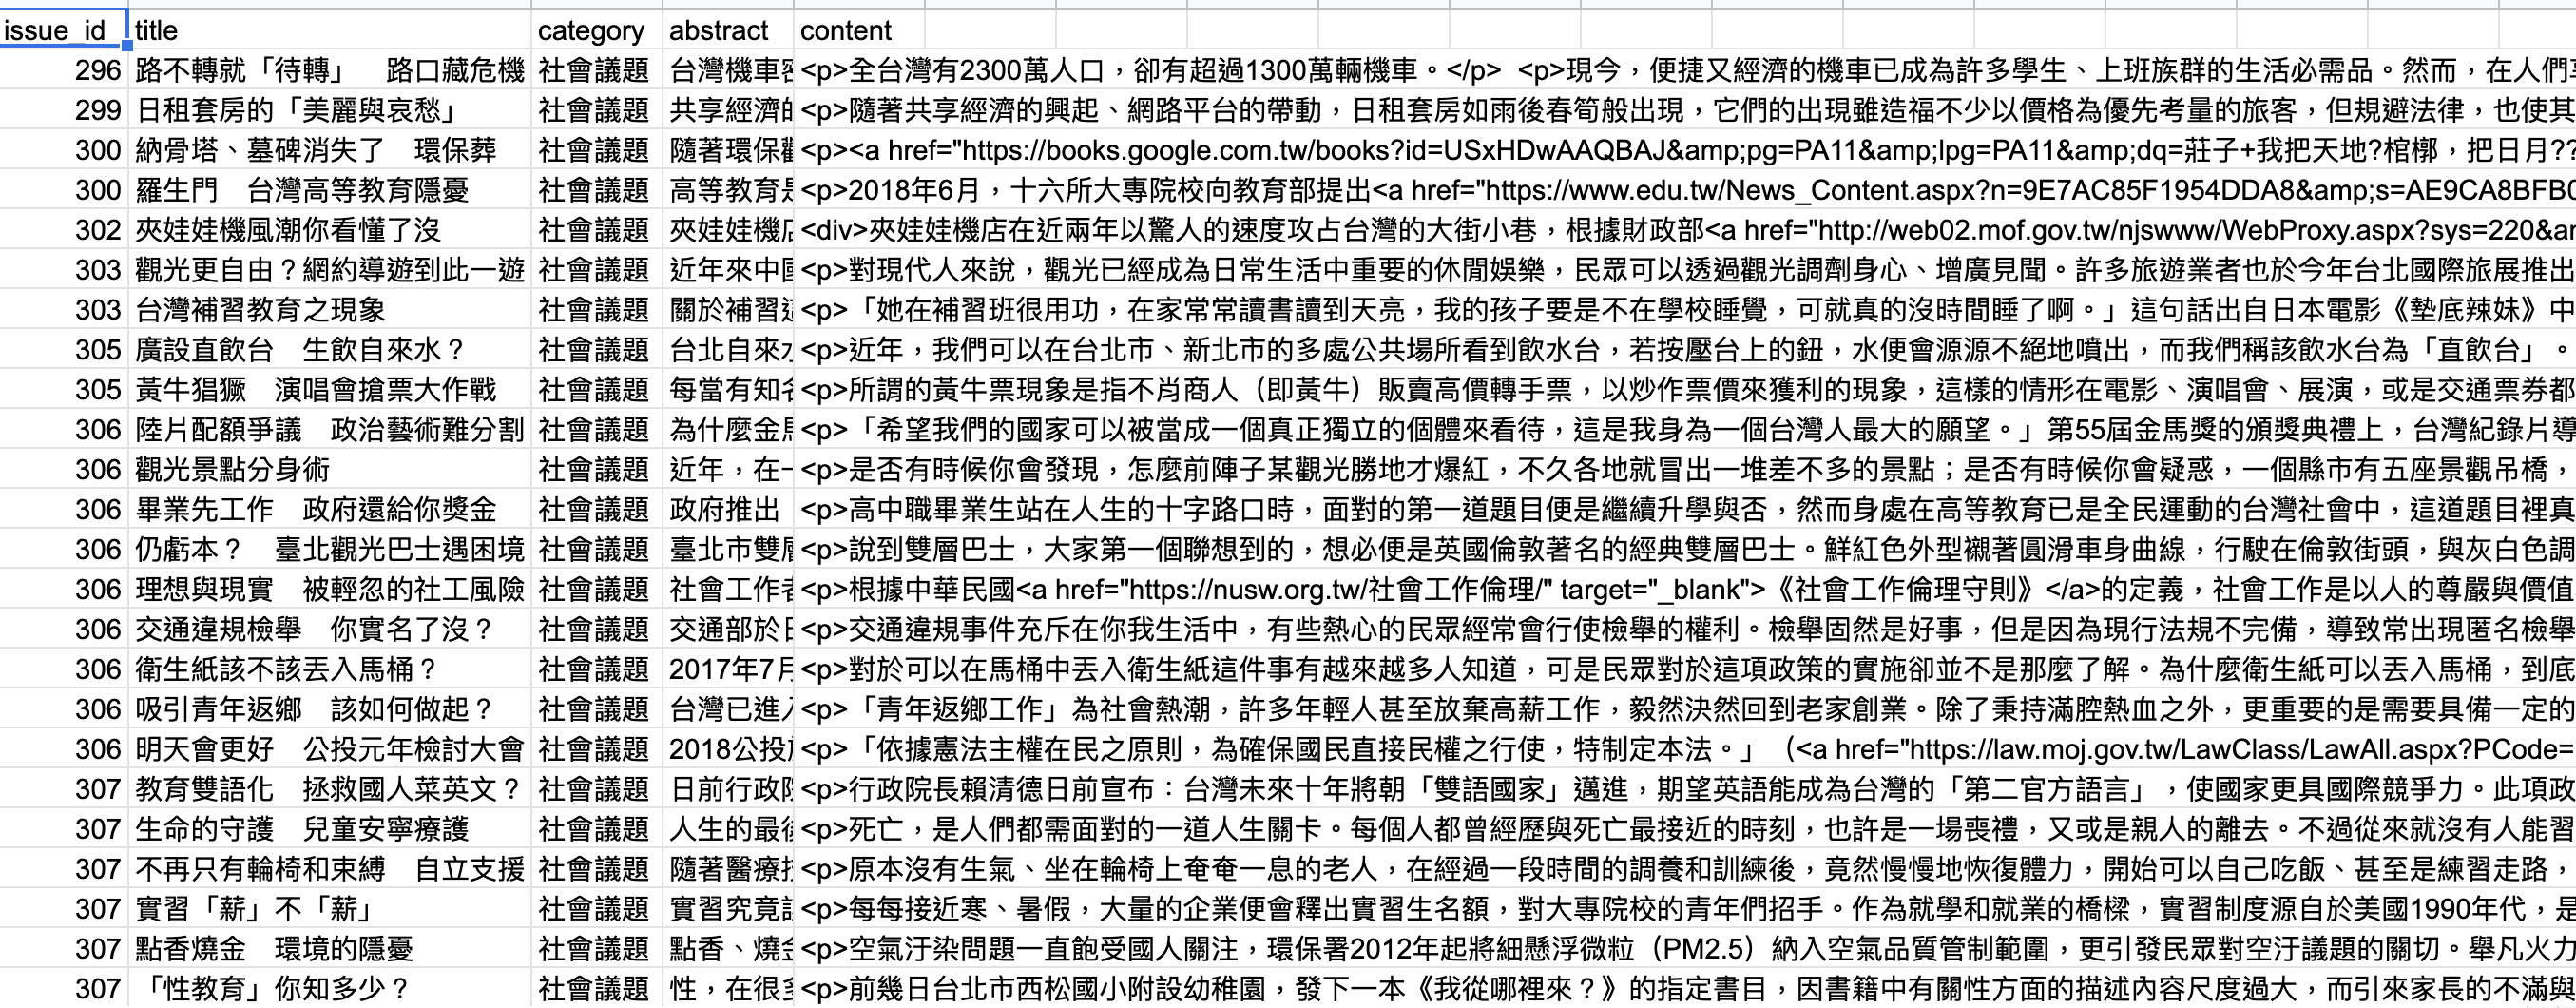 issue_id title category abstract content
296 路不轉就「待轉」 路口藏危機 社會議題 台灣機車密 <p>全台灣有2300萬人口，卻有超過1300萬輛機車。</p> <p>現今，便捷又經濟的機車已成為許多學生、上班族群的生活必需品。然而，在人們享
299 日租套房的「美麗與哀愁」 社會議題 共享經濟的 <p>隨著共享經濟的興起、網路平台的帶動，日租套房如雨後春筍般出現，它們的出現雖造福不少以價格為優先考量的旅客，但規避法律，也使其
300 納骨塔、墓碑消失了 環保葬 社會議題 隨著環保觀 <p><a href="https://books.google.com.tw/books?id=USxHDwAAQBAJ&amp;pg=PA11&amp;lpg=PA11&amp;dq=莊子+我把天地?棺槨，把日月??
300 羅生門 台灣高等教育隱憂 社會議題 高等教育是 <p>2018年6月，十六所大專院校向教育部提出<a href="https://www.edu.tw/News_Content.aspx?n=9E7AC85F1954DDA8&amp;s=AE9CA8BFB0
302 夾娃娃機風潮你看懂了沒 社會議題 夾娃娃機店 <div>夾娃娃機店在近兩年以驚人的速度攻占台灣的大街小巷，根據財政部<a href="http://web02.mof.gov.tw/njswww/WebProxy.aspx?sys=220&am
303 觀光更自由？網約導遊到此一遊 社會議題 近年來中國 <p>對現代人來說，觀光已經成為日常生活中重要的休閒娛樂，民眾可以透過觀光調劑身心、增廣見聞。許多旅遊業者也於今年台北國際旅展推出
303 台灣補習教育之現象 社會議題 關於補習這 <p>「她在補習班很用功，在家常常讀書讀到天亮，我的孩子要是不在學校睡覺，可就真的沒時間睡了啊。」這句話出自日本電影《墊底辣妹》中
305 廣設直飲台 生飲自來水？ 社會議題 台北自來水 <p>近年，我們可以在台北市、新北市的多處公共場所看到飲水台，若按壓台上的鈕，水便會源源不絕地噴出，而我們稱該飲水台為「直飲台」。
305 黃牛猖獗 演唱會搶票大作戰 社會議題 每當有知名 <p>所謂的黃牛票現象是指不肖商人（即黃牛）販賣高價轉手票，以炒作票價來獲利的現象，這樣的情形在電影、演唱會、展演，或是交通票券都
306 陸片配額爭議 政治藝術難分割 社會議題 為什麼金馬 <p>「希望我們的國家可以被當成一個真正獨立的個體來看待，這是我身為一個台灣人最大的願望。」第55屆金馬獎的頒獎典禮上，台灣紀錄片導
306 觀光景點分身術 社會議題 近年，在一 <p>是否有時候你會發現，怎麼前陣子某觀光勝地才爆紅，不久各地就冒出一堆差不多的景點；是否有時候你會疑惑，一個縣市有五座景觀吊橋，
306 畢業先工作 政府還給你獎金 社會議題 政府推出 <p>高中職畢業生站在人生的十字路口時，面對的第一道題目便是繼續升學與否，然而身處在高等教育已是全民運動的台灣社會中，這道題目裡真
306 仍虧本？ 臺北觀光巴士遇困境 社會議題 臺北市雙層 <p>說到雙層巴士，大家第一個聯想到的，想必便是英國倫敦著名的經典雙層巴士。鮮紅色外型襯著圓滑車身曲線，行駛在倫敦街頭，與灰白色調
306 理想與現實 被輕忽的社工風險 社會議題 社會工作者 <p>根據中華民國<a href="https://nusw.org.tw/社會工作倫理/" target="_blank">《社會工作倫理守則》</a>的定義，社會工作是以人的尊嚴與價值
306 交通違規檢舉 你實名了沒？ 社會議題 交通部於日 <p>交通違規事件充斥在你我生活中，有些熱心的民眾經常會行使檢舉的權利。檢舉固然是好事，但是因為現行法規不完備，導致常出現匿名檢舉
306 衛生紙該不該丟入馬桶？ 社會議題 2017年7月 <p>對於可以在馬桶中丟入衛生紙這件事有越來越多人知道，可是民眾對於這項政策的實施卻並不是那麼了解。為什麼衛生紙可以丟入馬桶，到底
306 吸引青年返鄉 該如何做起？ 社會議題 台灣已進入 <p>「青年返鄉工作」為社會熱潮，許多年輕人甚至放棄高薪工作，毅然決然回到老家創業。除了秉持滿腔熱血之外，更重要的是需要具備一定的
306 明天會更好 公投元年檢討大會 社會議題 2018公投放 <p>「依據憲法主權在民之原則，為確保國民直接民權之行使，特制定本法。」（<a href="https://law.moj.gov.tw/LawClass/LawAll.aspx?PCode=
307 教育雙語化 拯救國人菜英文？ 社會議題 日前行政院 <p>行政院長賴清德日前宣布：台灣未來十年將朝「雙語國家」邁進，期望英語能成為台灣的「第二官方語言」，使國家更具國際競爭力。此項政
307 生命的守護 兒童安寧療護 社會議題 人生的最後 <p>死亡，是人們都需面對的一道人生關卡。每個人都曾經歷與死亡最接近的時刻，也許是一場喪禮，又或是親人的離去。不過從來就沒有人能習
307 不再只有輪椅和束縛 自立支援 社會議題 隨著醫療技 <p>原本沒有生氣、坐在輪椅上奄奄一息的老人，在經過一段時間的調養和訓練後，竟然慢慢地恢復體力，開始可以自己吃飯、甚至是練習走路，
307 實習「薪」不「薪」 社會議題 實習究竟該 <p>每每接近寒、暑假，大量的企業便會釋出實習生名額，對大專院校的青年們招手。作為就學和就業的橋樑，實習制度源自於美國1990年代，是
307 點香燒金 環境的隱憂 社會議題 點香、燒金 <p>空氣汙染問題一直飽受國人關注，環保署2012年起將細懸浮微粒（PM2.5）納入空氣品質管制範圍，更引發民眾對空汙議題的關切。舉凡火力
307 「性教育」你知多少？ 社會議題 性，在很多 <p>前幾日台北市西松國小附設幼稚園，發下一本《我從哪裡來？》的指定書目，因書籍中有關性方面的描述內容尺度過大，而引來家長的不滿與